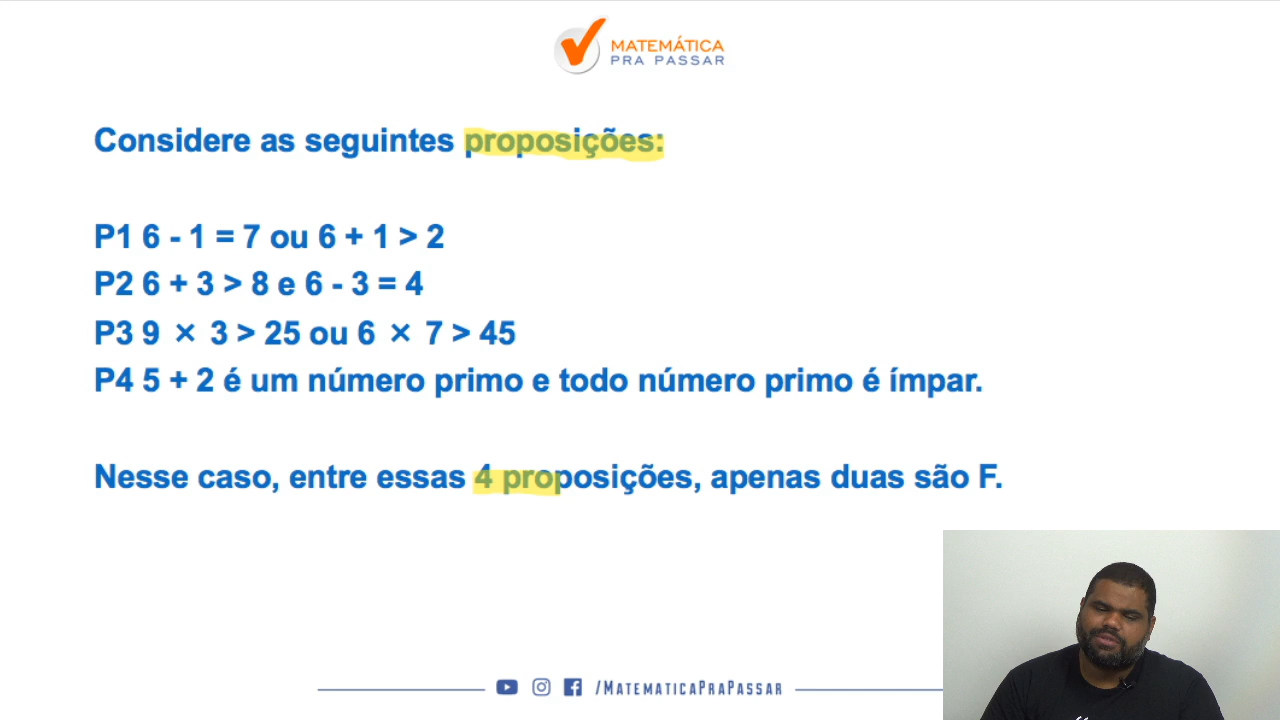 MATEMÁTICA
PRA PASSAR
Considere as seguintes proposições:
P1 6 - 1 = 7 ou 6 + 1 > 2
P2 6 + 3 > 8 e 6 - 3 = 4
P3 9 × 3 > 25 ou 6 × 7 > 45
P4 5 + 2 é um número primo e todo número primo é ímpar.
Nesse caso, entre essas 4 proposições, apenas duas são F.
/MATEMATICAPRAPASSAR